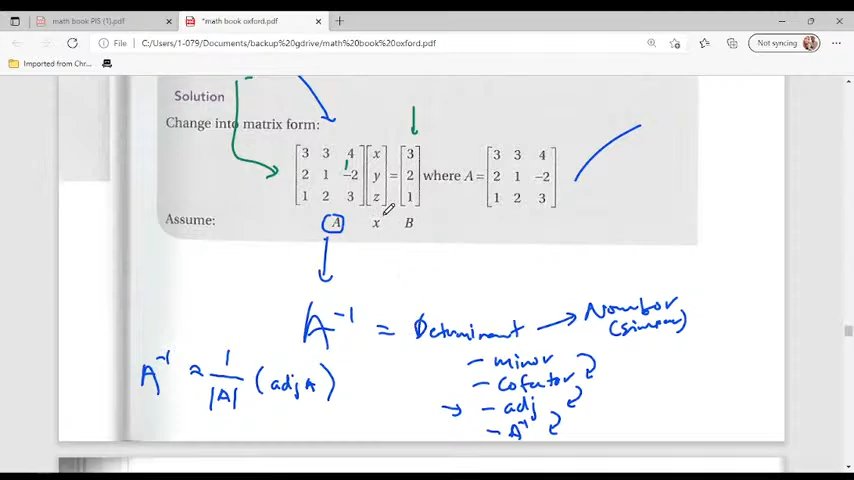 math book PIS (1).pdf
*math book oxford.pdf
File
C:/Users/1-079/Documents/backup%20gdrive/math%20book%20oxford.pdf
Not syncing
Imported from Chr...
Solution
Change into matrix form:
[3 3 4] [x] = [3] where A = [3 3 4]
[2 1 -2] [y] [2] [2 1 -2]
[1 2 3] [z] [1] [1 2 3]
Assume: A x B
A⁻¹ = Determinant → Number
A⁻¹ = 1/|A| (adj A)
- minor
- cofactor
→ - adj
- A⁻¹